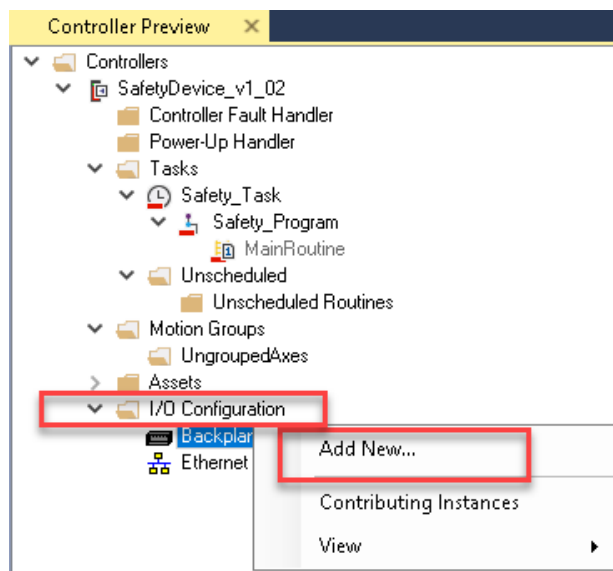 Controller Preview
Controllers
SafetyDevice_v1_02
Controller Fault Handler
Power-Up Handler
Tasks
Safety_Task
Safety_Program
MainRoutine
Unscheduled
Unscheduled Routines
Motion Groups
UngroupedAxes
Assets
I/O Configuration
Backplan
Ethernet
Add New...
Contributing Instances
View